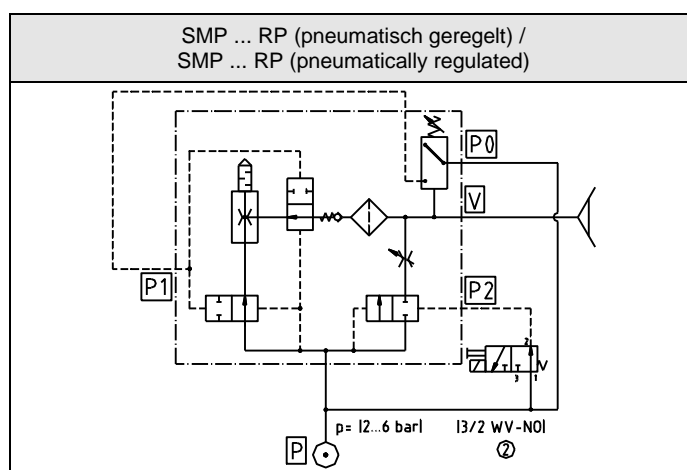 SMP ... RP (pneumatisch geregelt) /
SMP ... RP (pneumatically regulated)
P0
V
P1
P2
2
3 1
p= |2...6 bar|
|3/2 WV-NO|
P
②